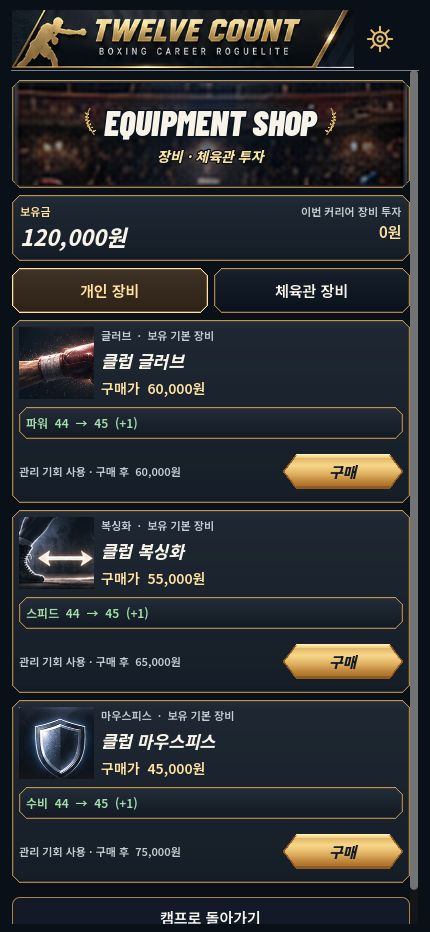 TWELVE COUNT
BOXING CAREER ROGUELITE
EQUIPMENT SHOP
장비 · 체육관 투자
보유금
이번 커리어 장비 투자
120,000원
0원
개인 장비
체육관 장비
글러브 · 보유 기본 장비
클럽 글러브
구매가 60,000원
파워 44 → 45 (+1)
관리 기회 사용 · 구매 후 60,000원
구매
복싱화 · 보유 기본 장비
클럽 복싱화
구매가 55,000원
스피드 44 → 45 (+1)
관리 기회 사용 · 구매 후 65,000원
구매
마우스피스 · 보유 기본 장비
클럽 마우스피스
구매가 45,000원
수비 44 → 45 (+1)
관리 기회 사용 · 구매 후 75,000원
구매
캠프로 돌아가기